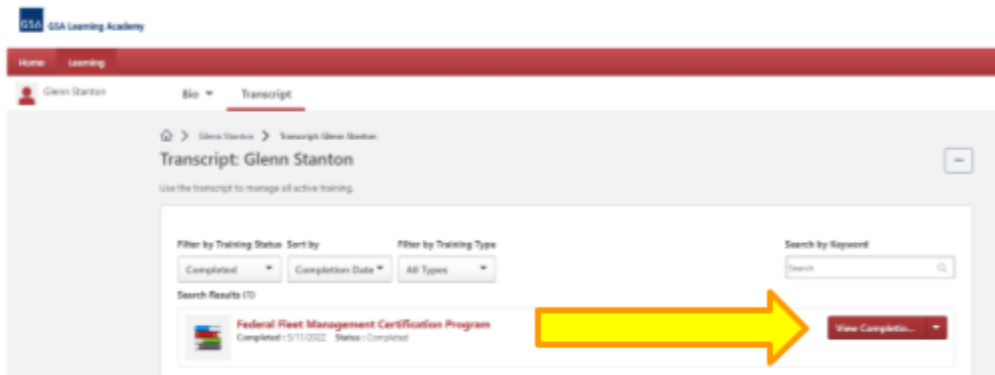 GSA GSA Learning Academy
Home Learning
Glenn Stanton Bio Transcript
Glenn Stanton > Transcript: Glenn Stanton
Transcript: Glenn Stanton
Use the transcript to manage all active training.
Filter by Training Status Sort by Filter by Training Type Search by Keyword
Completed Completion Date All Types Search
Search Results (1)
Federal Fleet Management Certification Program
Completed : 5/11/2022 Status : Completed
View Completio...